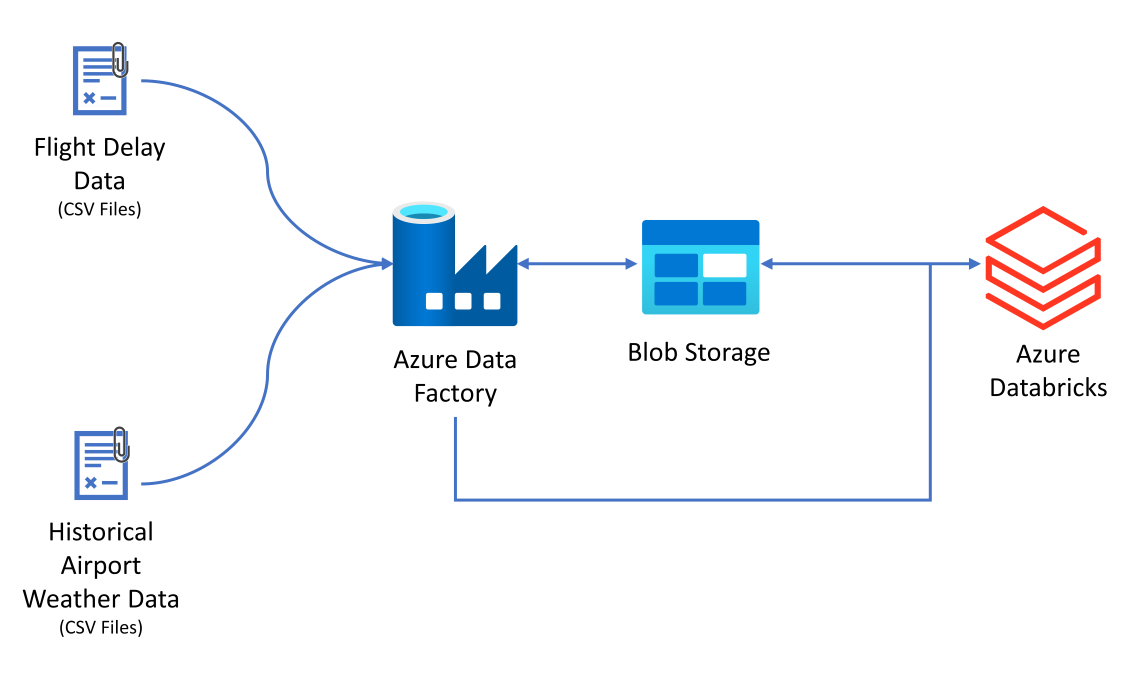 Flight Delay
Data
(CSV Files)
Azure Data
Factory
Blob Storage
Azure
Databricks
Historical
Airport
Weather Data
(CSV Files)